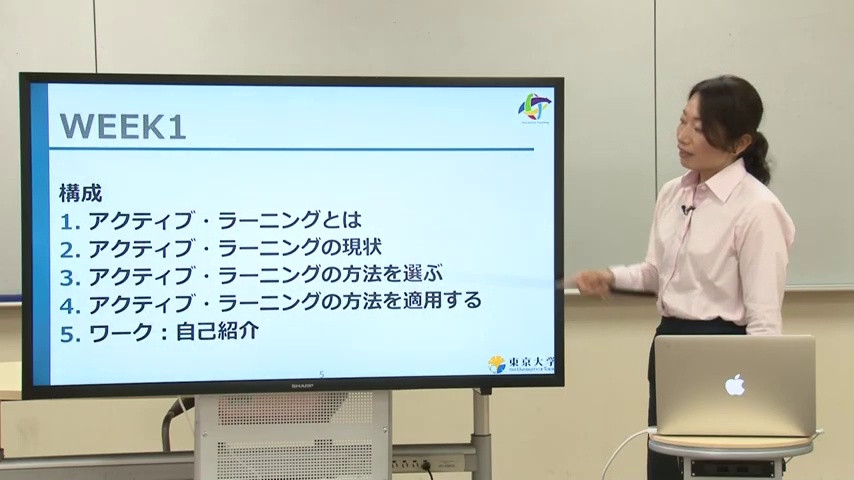 WEEK1
構成
1. アクティブ・ラーニングとは
2. アクティブ・ラーニングの現状
3. アクティブ・ラーニングの方法を選ぶ
4. アクティブ・ラーニングの方法を適用する
5. ワーク：自己紹介
5
東京大学
SHARP